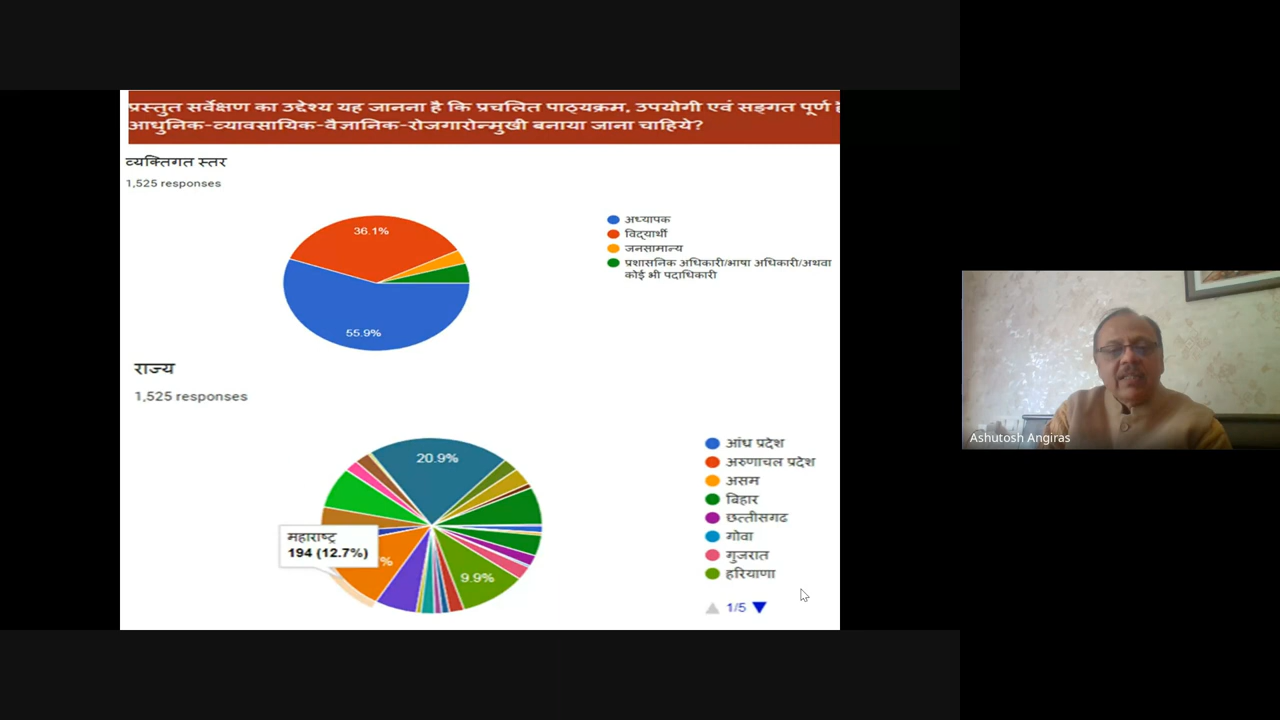 प्रस्तुत सर्वेक्षण का उद्देश्य यह जानना है कि प्रचलित पाठ्यक्रम, उपयोगी एवं सङ्गत पूर्ण
आधुनिक-व्यावसायिक-वैज्ञानिक-रोजगारोन्मुखी बनाया जाना चाहिये?
व्यक्तिगत स्तर
1,525 responses
36.1%
55.9%
अध्यापक
विद्यार्थी
जनसामान्य
प्रशासनिक अधिकारी/भाषा अधिकारी/अथवा
कोई भी पदाधिकारी
राज्य
1,525 responses
20.9%
महाराष्ट्र
194 (12.7%)
%
9.9%
आंध्र प्रदेश
अरुणाचल प्रदेश
असम
बिहार
छत्तीसगढ
गोवा
गुजरात
हरियाणा
1/5
Ashutosh Angiras